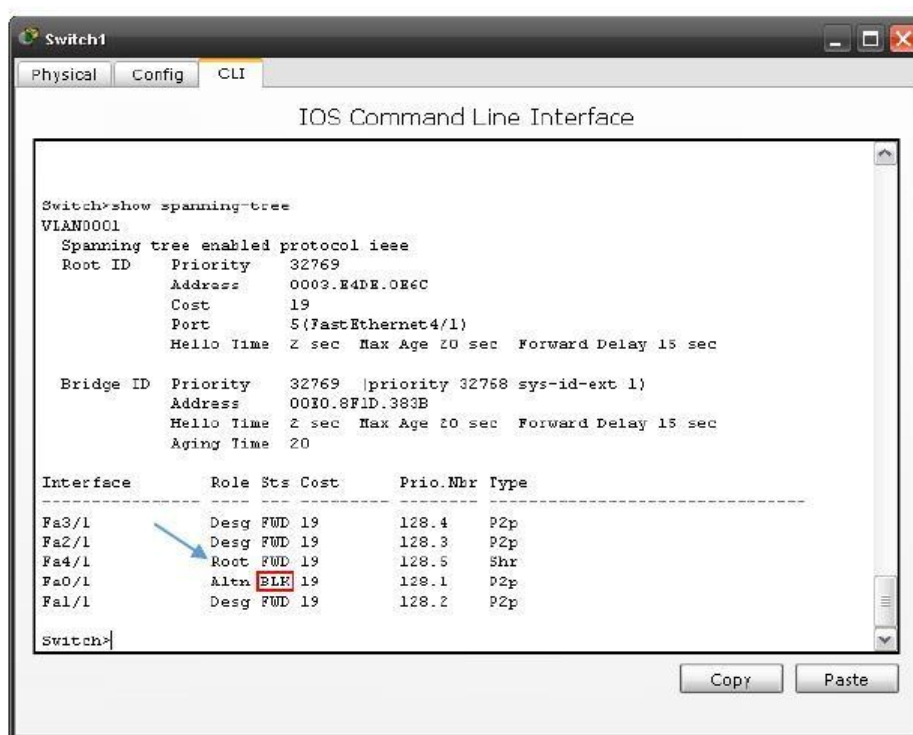 Switch1
Physical Config CLI
IOS Command Line Interface
Switch>show spanning-tree
VLAN0001
Spanning tree enabled protocol ieee
Root ID Priority 32769
Address 0003.E4DE.0E6C
Cost 19
Port 5(FastEthernet4/1)
Hello Time 2 sec Max Age 20 sec Forward Delay 15 sec
Bridge ID Priority 32769 (priority 32768 sys-id-ext 1)
Address 00E0.8F1D.383B
Hello Time 2 sec Max Age 20 sec Forward Delay 15 sec
Aging Time 20
Interface Role Sts Cost Prio.Nbr Type
---------------- ---- --- --------- -------- --------------------------------
Fa3/1 Desg FWD 19 128.4 P2p
Fa2/1 Desg FWD 19 128.3 P2p
Fa4/1 Root FWD 19 128.5 Shr
Fa0/1 Altn BLK 19 128.1 P2p
Fa1/1 Desg FWD 19 128.2 P2p
Switch>
Copy Paste